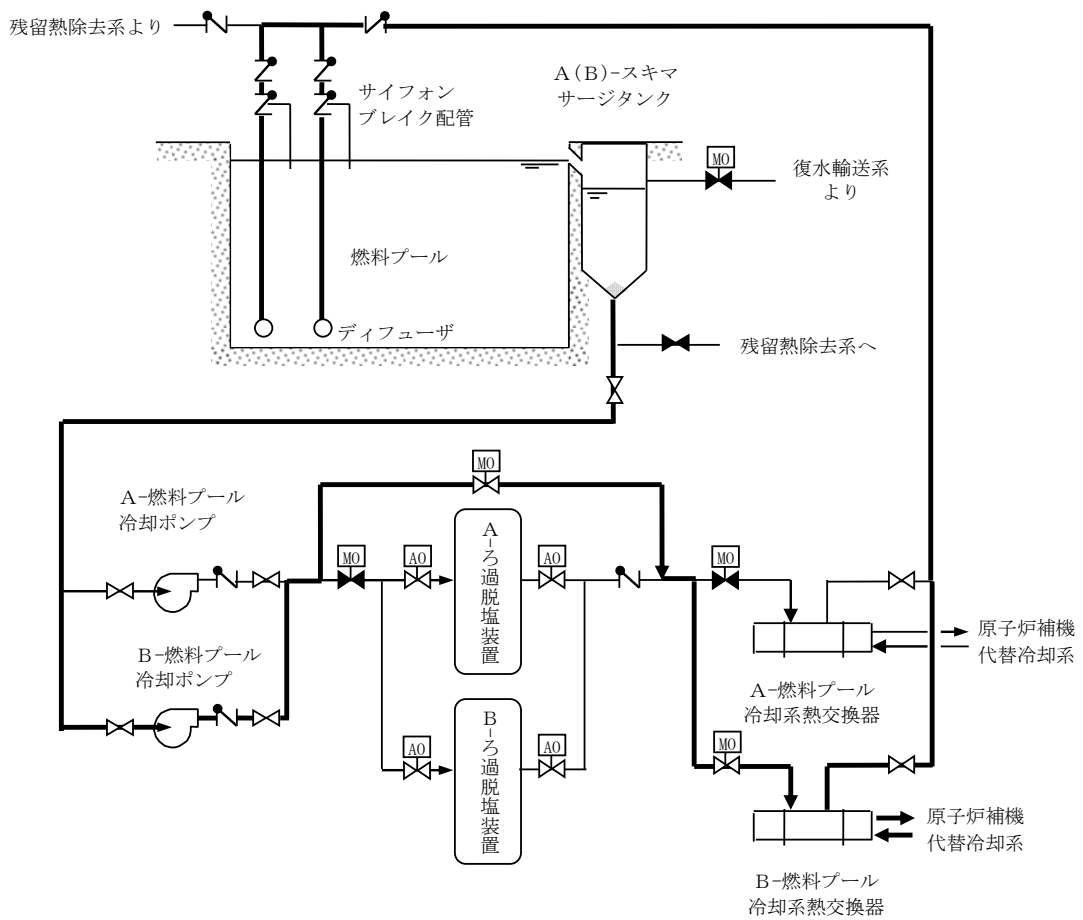 残留熱除去系より
サイフォン
ブレイク配管
A(B)-スキマ
サージタンク
MO
復水輸送系
より
燃料プール
ディフューザ
残留熱除去系へ
MO
A-燃料プール
冷却ポンプ
MO
AO
A-ろ過脱塩装置
AO
MO
原子炉補機
代替冷却系
A-燃料プール
冷却系熱交換器
B-燃料プール
冷却ポンプ
AO
B-ろ過脱塩装置
AO
MO
原子炉補機
代替冷却系
B-燃料プール
冷却系熱交換器